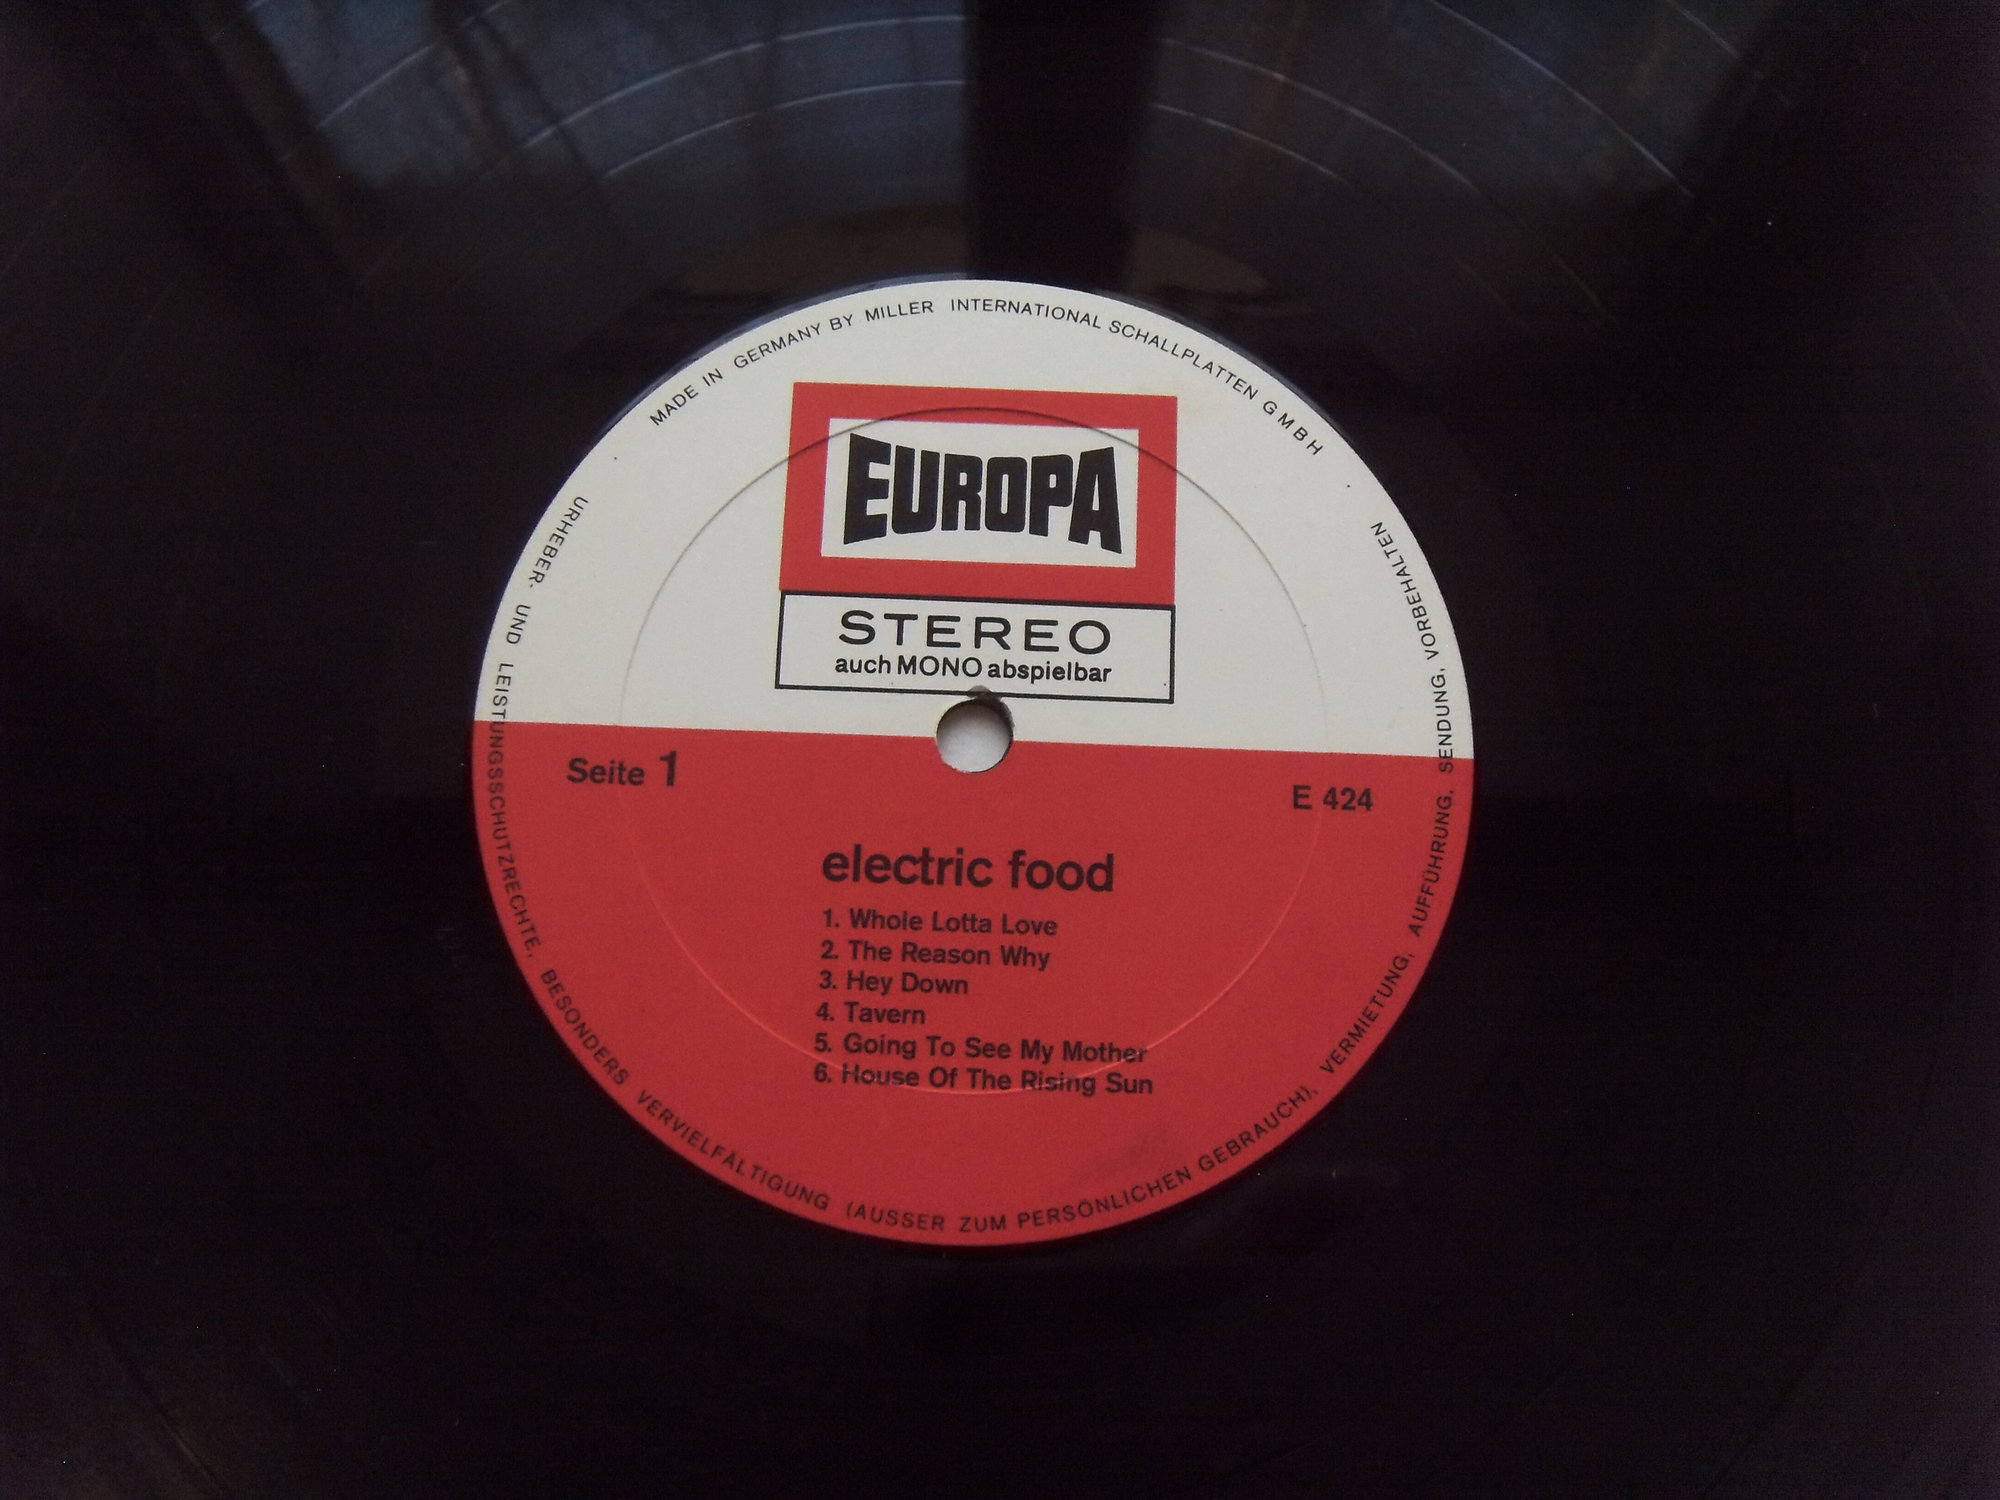 MADE IN GERMANY BY MILLER INTERNATIONAL SCHALLPLATTEN GMBH
EUROPA
STEREO
auch MONO abspielbar
Seite 1
E 424
electric food
1. Whole Lotta Love
2. The Reason Why
3. Hey Down
4. Tavern
5. Going To See My Mother
6. House Of The Rising Sun
URHEBER- UND LEISTUNGSSCHUTZRECHTE, BESONDERS VERVIELFÄLTIGUNG (AUSSER ZUM PERSÖNLICHEN GEBRAUCH), VERMIETUNG, AUFFÜHRUNG, SENDUNG, VORBEHALTEN